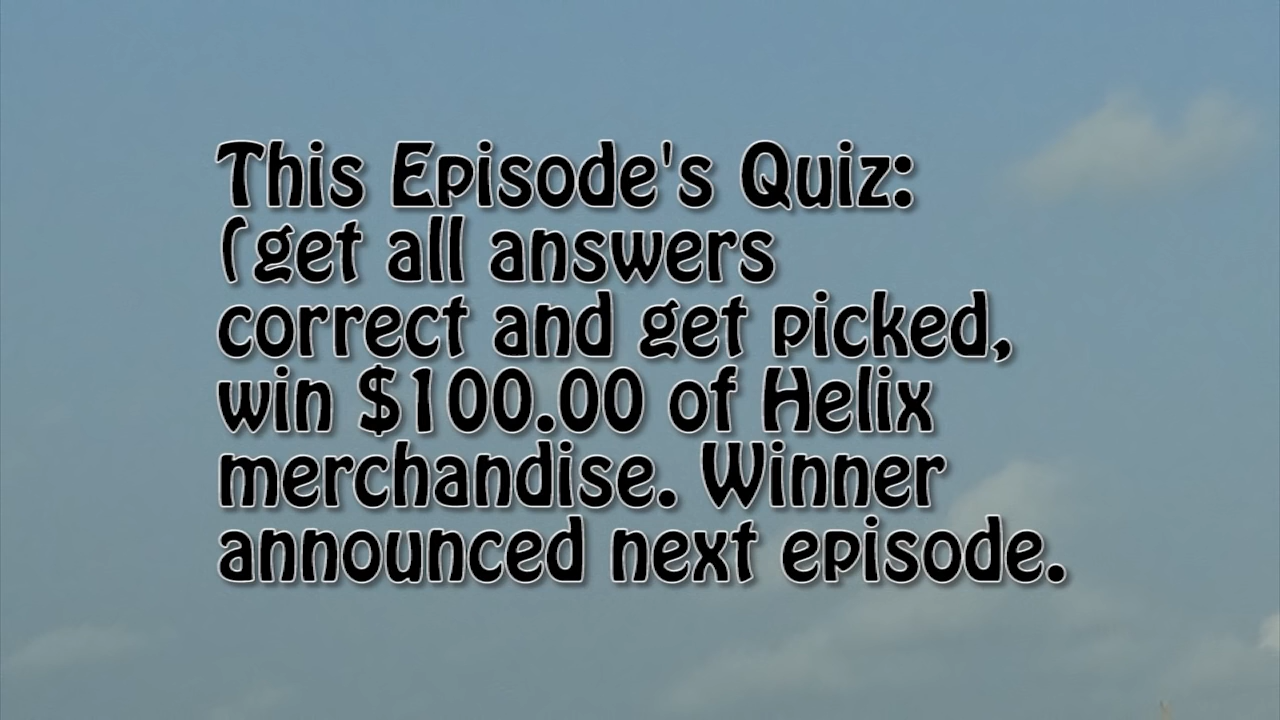 This Episode's Quiz:
(get all answers
correct and get picked,
win $100.00 of Helix
merchandise. Winner
announced next episode.